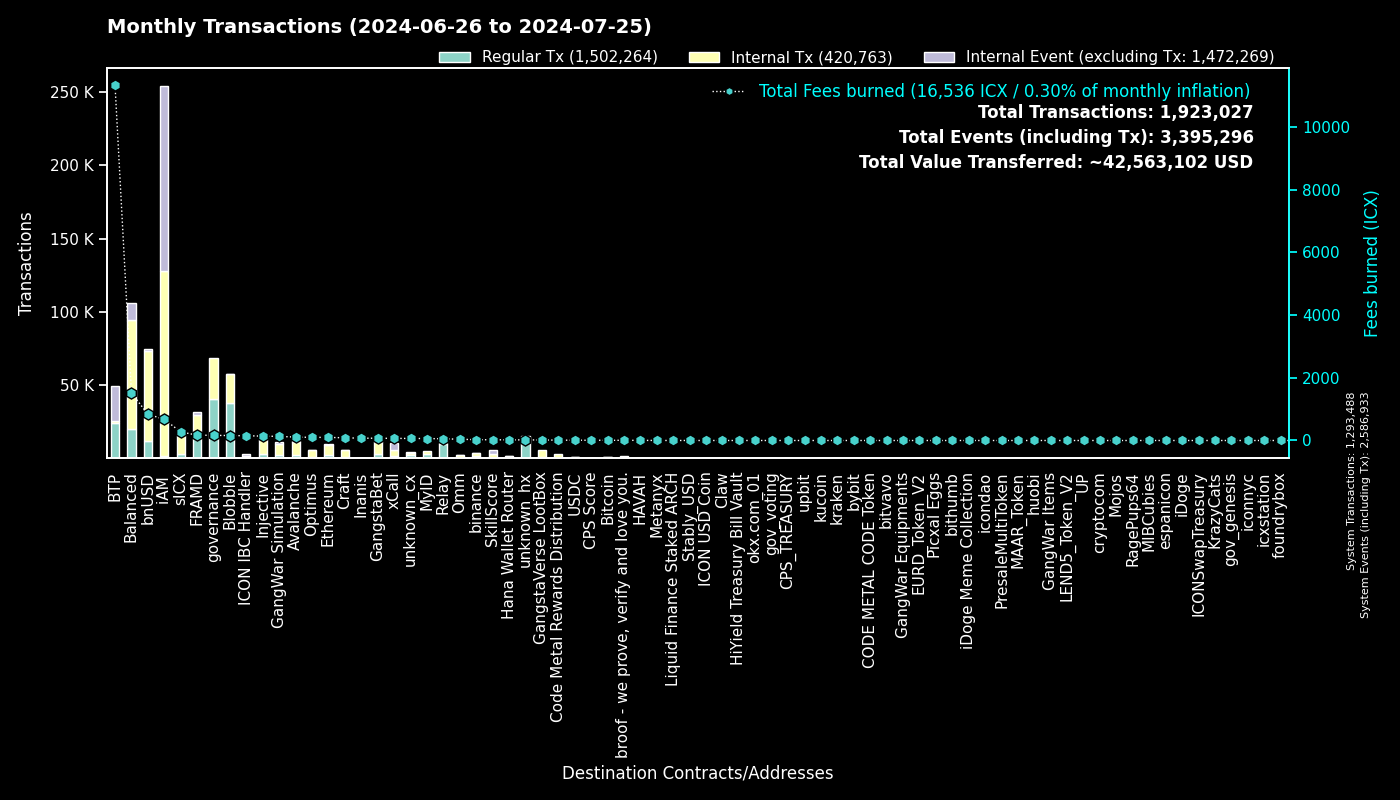 Monthly Transactions (2024-06-26 to 2024-07-25)
Regular Tx (1,502,264) Internal Tx (420,763) Internal Event (excluding Tx: 1,472,269)
Total Fees burned (16,536 ICX / 0.30% of monthly inflation)
Total Transactions: 1,923,027
Total Events (including Tx): 3,395,296
Total Value Transferred: ~42,563,102 USD
Transactions
250 K
200 K
150 K
100 K
50 K
10000
8000
6000
4000
2000
0
Fees burned (ICX)
System Transactions: 1,293,488
System Events (including Tx): 2,586,933
BTP
Balanced
bnUSD
iAM
sICX
FRAMD
governance
Blobble
ICON IBC Handler
Injective
GangWar Simulation
Avalanche
Optimus
Ethereum
Craft
Inanis
GangstaBet
xCall
unknown_cx
MyID
Relay
Omm
binance
SkillScore
Hana Wallet Router
unknown_hx
GangstaVerse LootBox
Code Metal Rewards Distribution
USDC
CPS Score
Bitcoin
broof - we prove, verify and love you.
HAVAH
Metanyx
Liquid Finance Staked ARCH
Stably_USD
ICON USD Coin
Claw
HiYield Treasury Bill Vault
okx.com_01
gov_voting
CPS_TREASURY
upbit
kucoin
kraken
bybit
CODE METAL CODE Token
bitvavo
GangWar Equipments
EURD_Token_V2
Picxal Eggs
bithumb
iDoge Meme Collection
icondao
PresaleMultiToken
MAAR_Token
huobi
GangWar Items
LEND5_Token_V2
UP
cryptocom
Mojos
RagePups64
MIBCubies
espanicon
iDoge
ICONSwapTreasury
KrazyCats
gov_genesis
iconnyc
icxstation
foundrybox
Destination Contracts/Addresses